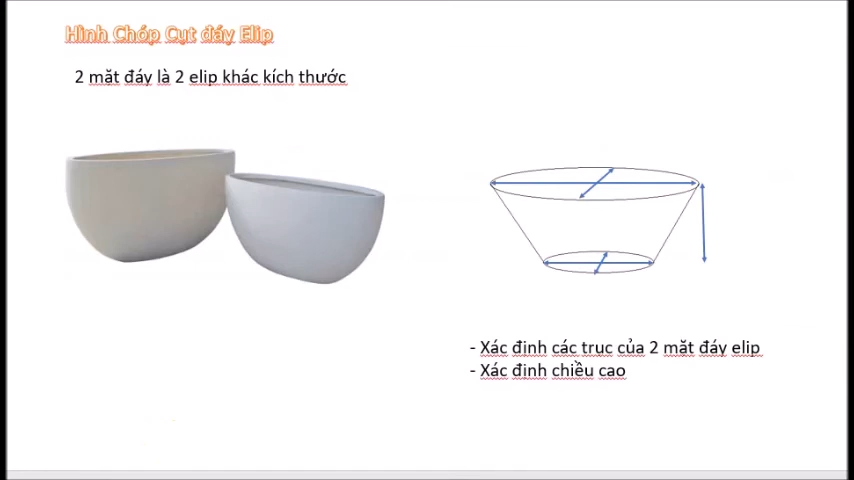 Hình Chóp Cụt đáy Elip
2 mặt đáy là 2 elip khác kích thước
- Xác định các trục của 2 mặt đáy elip
- Xác định chiều cao